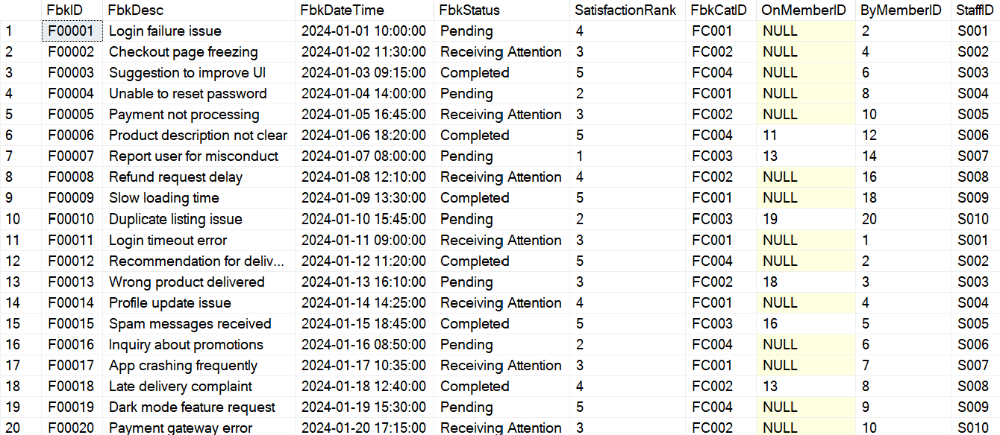 FbkID FbkDesc FbkDateTime FbkStatus SatisfactionRank FbkCatID OnMemberID ByMemberID StaffID
1 F00001 Login failure issue 2024-01-01 10:00:00 Pending 4 FC001 NULL 2 S001
2 F00002 Checkout page freezing 2024-01-02 11:30:00 Receiving Attention 3 FC002 NULL 4 S002
3 F00003 Suggestion to improve UI 2024-01-03 09:15:00 Completed 5 FC004 NULL 6 S003
4 F00004 Unable to reset password 2024-01-04 14:00:00 Pending 2 FC001 NULL 8 S004
5 F00005 Payment not processing 2024-01-05 16:45:00 Receiving Attention 3 FC002 NULL 10 S005
6 F00006 Product description not clear 2024-01-06 18:20:00 Completed 5 FC004 11 12 S006
7 F00007 Report user for misconduct 2024-01-07 08:00:00 Pending 1 FC003 13 14 S007
8 F00008 Refund request delay 2024-01-08 12:10:00 Receiving Attention 4 FC002 NULL 16 S008
9 F00009 Slow loading time 2024-01-09 13:30:00 Completed 5 FC001 NULL 18 S009
10 F00010 Duplicate listing issue 2024-01-10 15:45:00 Pending 2 FC003 19 20 S010
11 F00011 Login timeout error 2024-01-11 09:00:00 Receiving Attention 3 FC001 NULL 1 S001
12 F00012 Recommendation for deliv... 2024-01-12 11:20:00 Completed 5 FC004 NULL 2 S002
13 F00013 Wrong product delivered 2024-01-13 16:10:00 Pending 3 FC002 18 3 S003
14 F00014 Profile update issue 2024-01-14 14:25:00 Receiving Attention 4 FC001 NULL 4 S004
15 F00015 Spam messages received 2024-01-15 18:45:00 Completed 5 FC003 16 5 S005
16 F00016 Inquiry about promotions 2024-01-16 08:50:00 Pending 2 FC004 NULL 6 S006
17 F00017 App crashing frequently 2024-01-17 10:35:00 Receiving Attention 3 FC001 NULL 7 S007
18 F00018 Late delivery complaint 2024-01-18 12:40:00 Completed 4 FC002 13 8 S008
19 F00019 Dark mode feature request 2024-01-19 15:30:00 Pending 5 FC004 NULL 9 S009
20 F00020 Payment gateway error 2024-01-20 17:15:00 Receiving Attention 3 FC002 NULL 10 S010